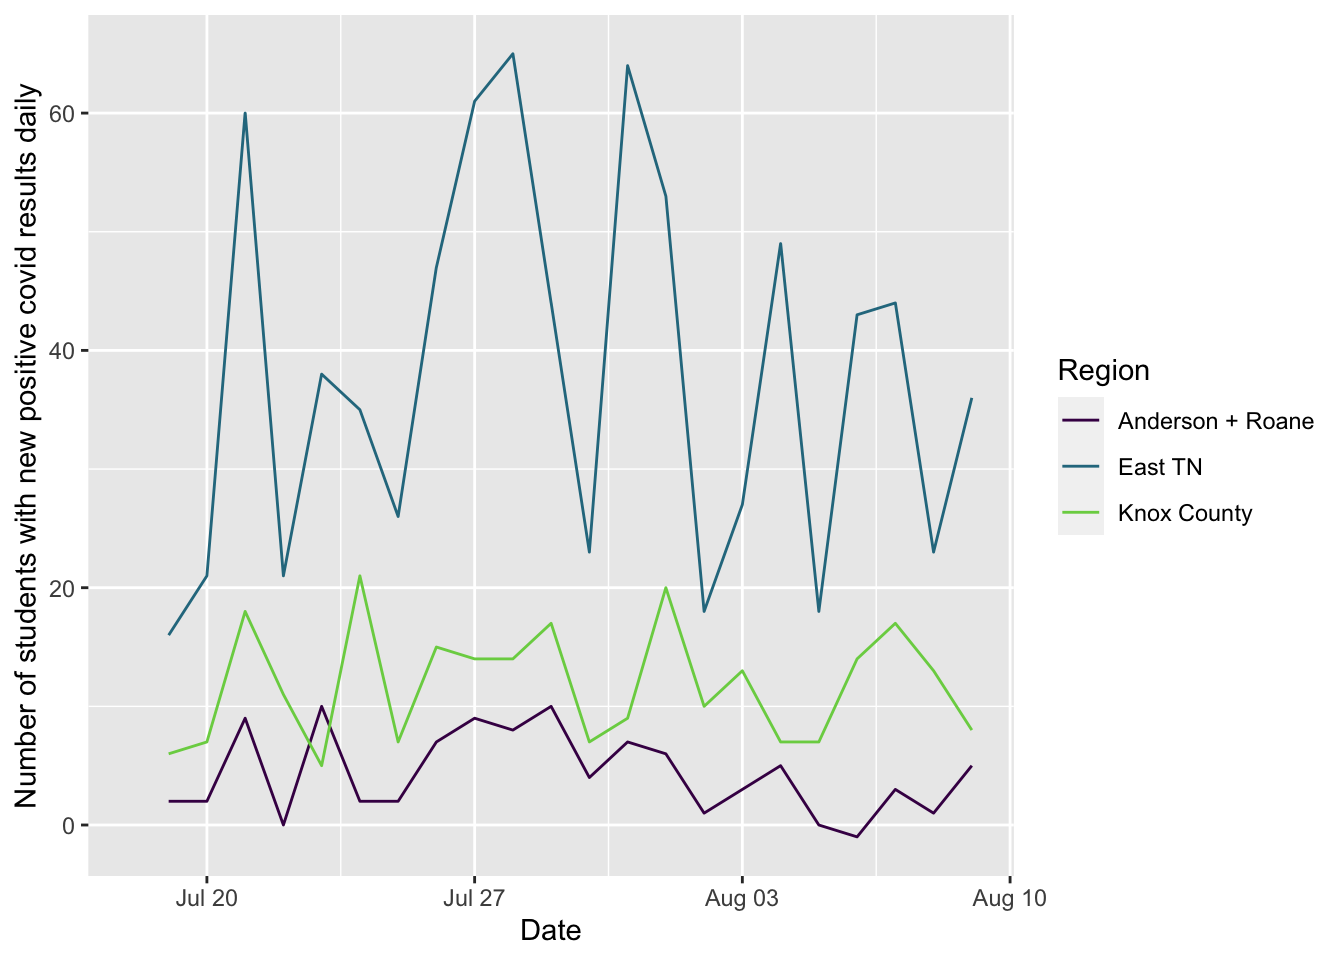 Number of students with new positive covid results daily
60
40
20
0
Jul 20
Jul 27
Aug 03
Aug 10
Date
Region
Anderson + Roane
East TN
Knox County